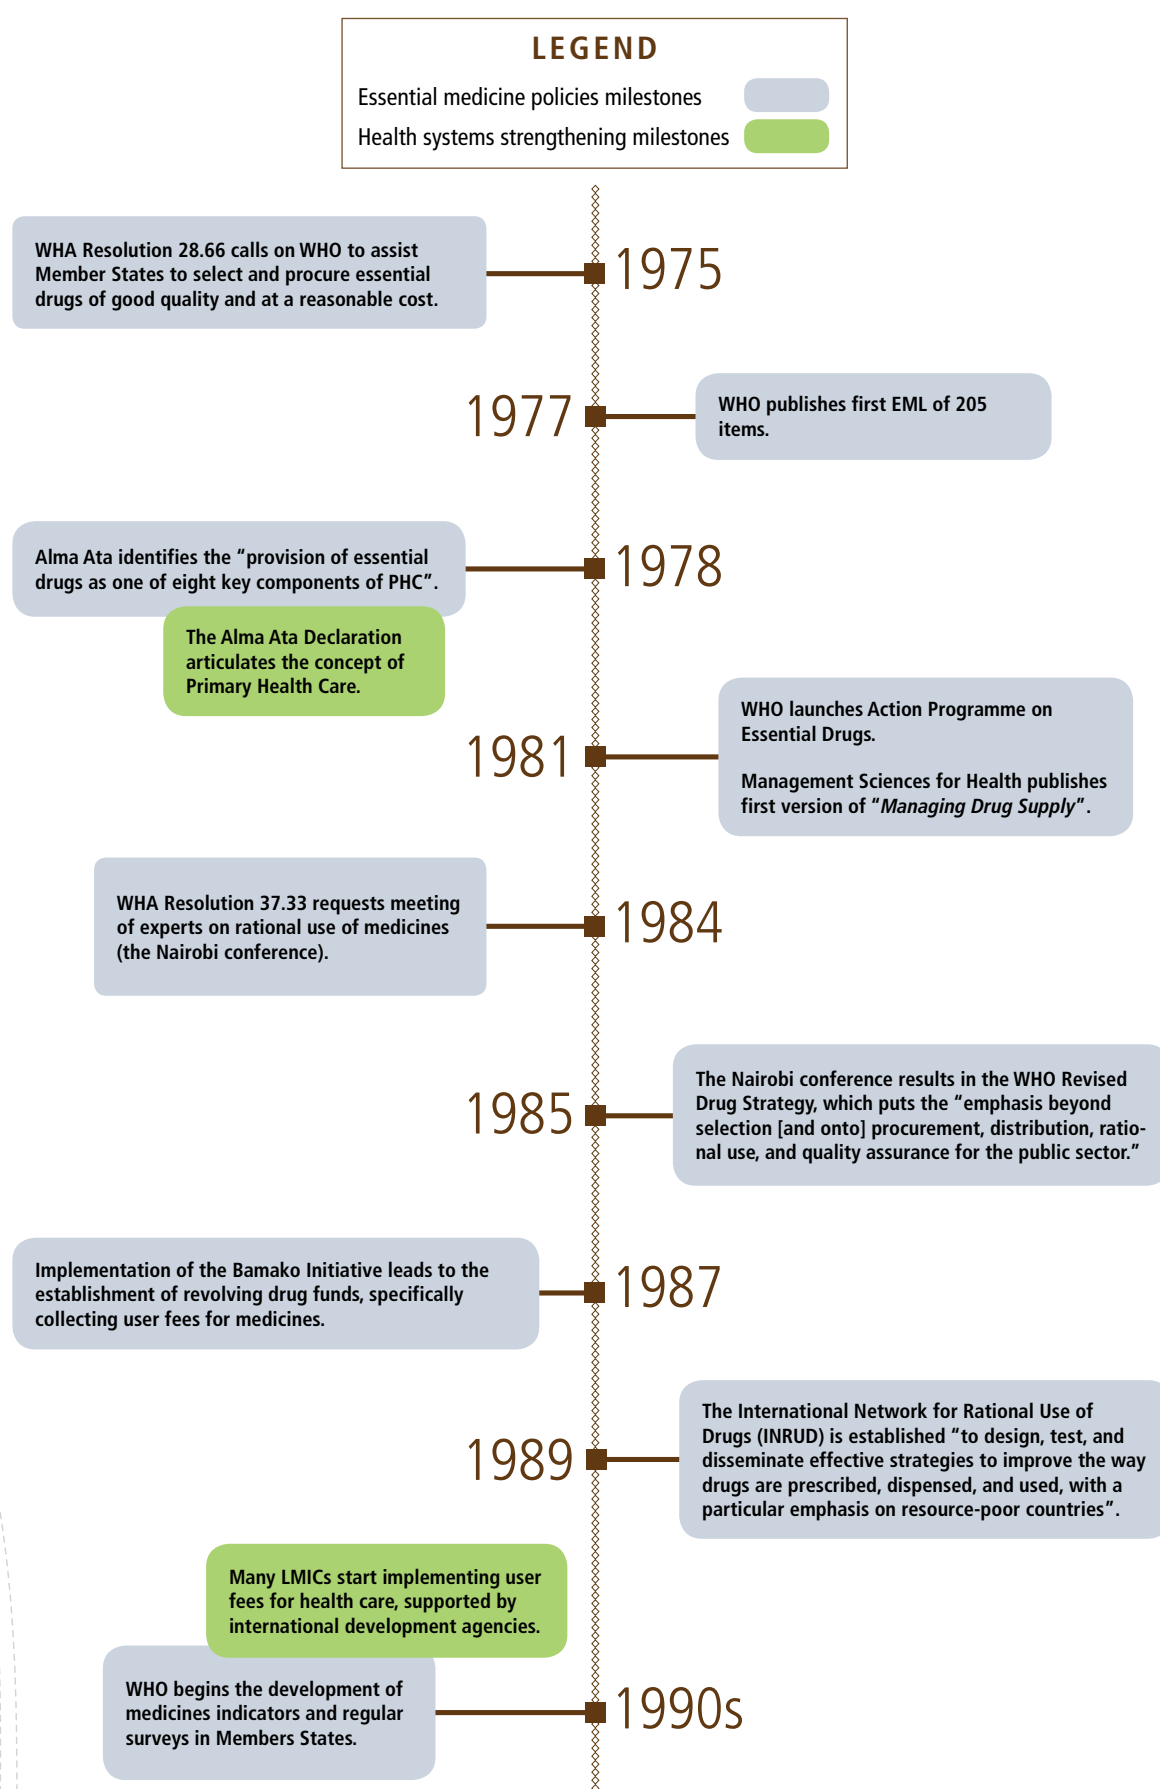 LEGEND
Essential medicine policies milestones
Health systems strengthening milestones
WHA Resolution 28.66 calls on WHO to assist
Member States to select and procure essential
drugs of good quality and at a reasonable cost.
1975
1977
WHO publishes first EML of 205
items.
Alma Ata identifies the “provision of essential
drugs as one of eight key components of PHC”.
1978
The Alma Ata Declaration
articulates the concept of
Primary Health Care.
1981
WHO launches Action Programme on
Essential Drugs.
Management Sciences for Health publishes
first version of “Managing Drug Supply”.
WHA Resolution 37.33 requests meeting
of experts on rational use of medicines
(the Nairobi conference).
1984
1985
The Nairobi conference results in the WHO Revised
Drug Strategy, which puts the “emphasis beyond
selection [and onto] procurement, distribution, ratio-
nal use, and quality assurance for the public sector.”
Implementation of the Bamako Initiative leads to the
establishment of revolving drug funds, specifically
collecting user fees for medicines.
1987
1989
The International Network for Rational Use of
Drugs (INRUD) is established “to design, test, and
disseminate effective strategies to improve the way
drugs are prescribed, dispensed, and used, with a
particular emphasis on resource-poor countries”.
Many LMICs start implementing user
fees for health care, supported by
international development agencies.
WHO begins the development of
medicines indicators and regular
surveys in Members States.
1990s